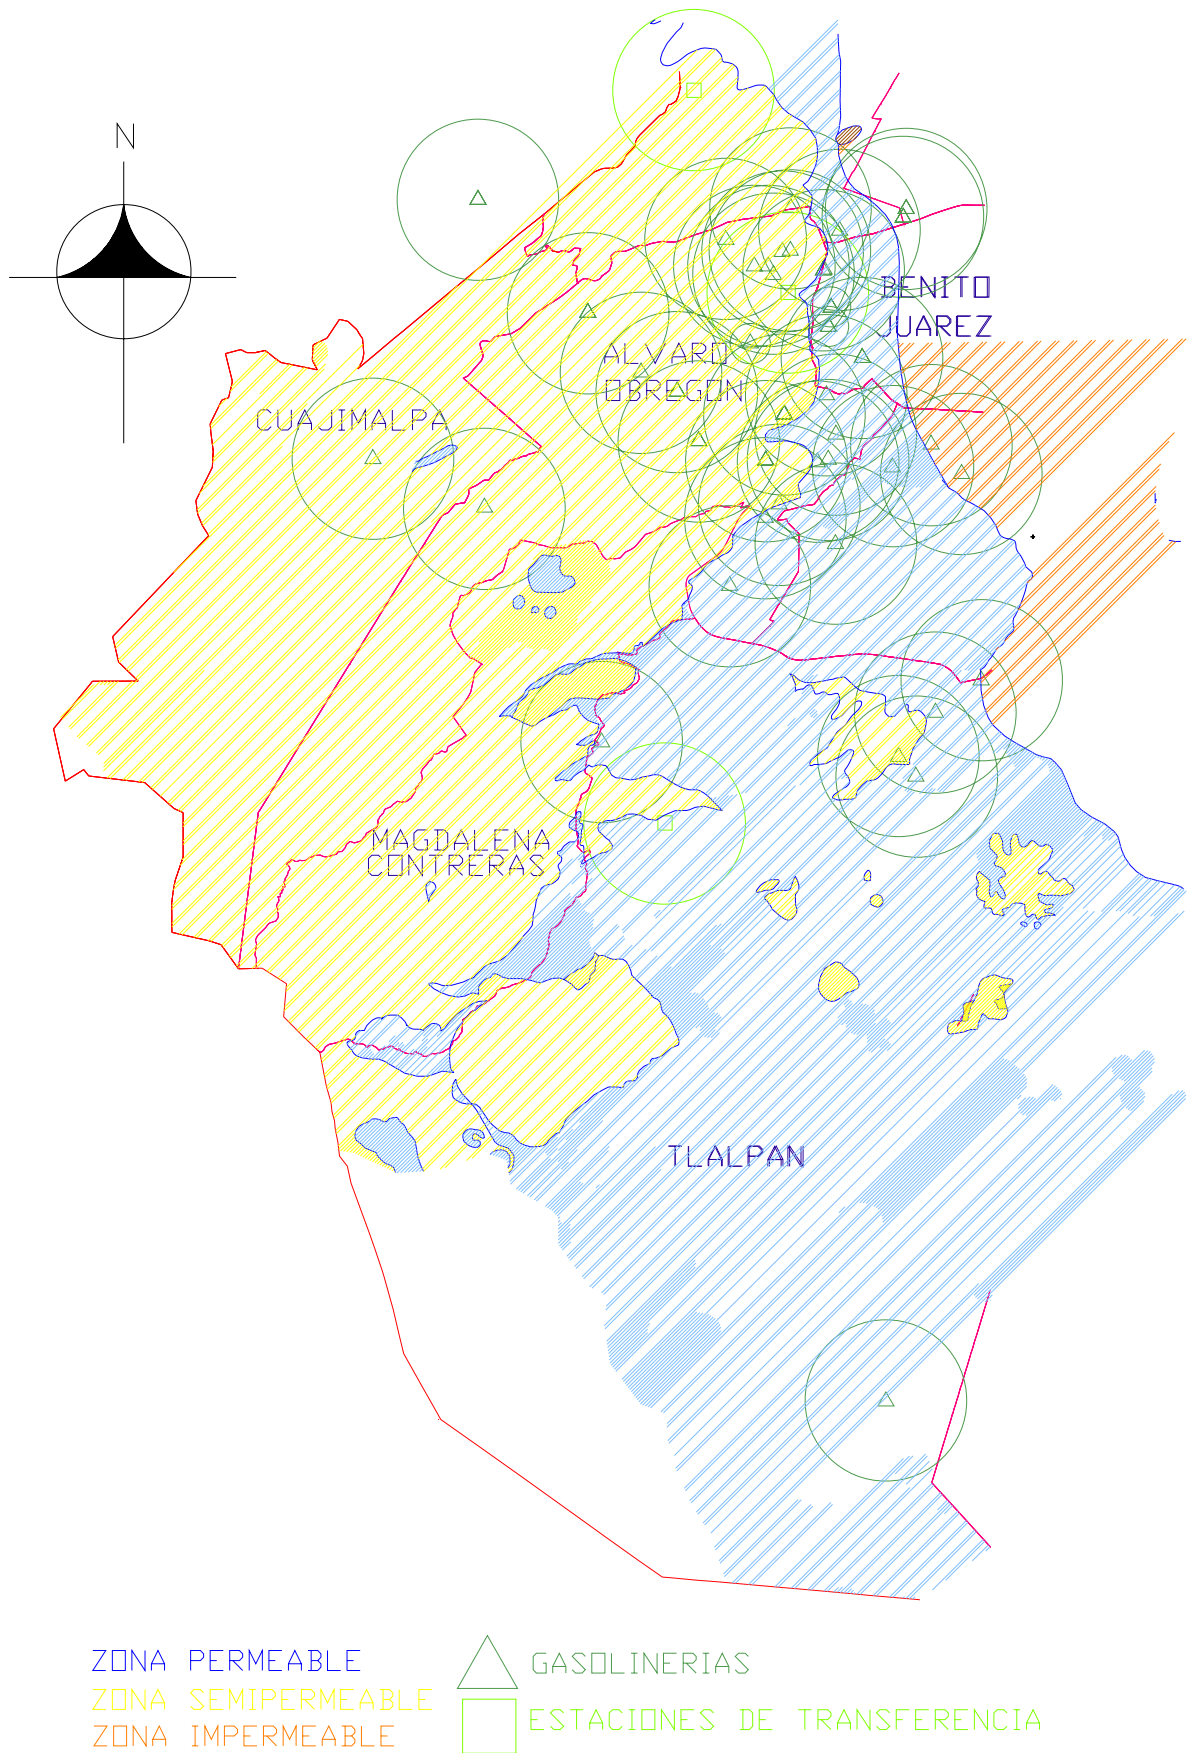 N
BENITO
JUAREZ
ALVARO
OBREGON
CUAJIMALPA
MAGDALENA
CONTRERAS
TLALPAN
ZONA PERMEABLE
ZONA SEMIPERMEABLE
ZONA IMPERMEABLE
GASOLINERIAS
ESTACIONES DE TRANSFERENCIA